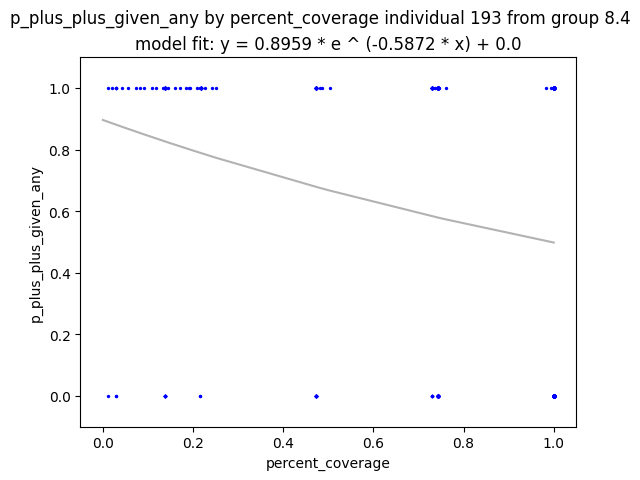 p_plus_plus_given_any by percent_coverage individual 193 from group 8.4
model fit: y = 0.8959 * e ^ (-0.5872 * x) + 0.0
p_plus_plus_given_any
1.0
0.8
0.6
0.4
0.2
0.0
0.0 0.2 0.4 0.6 0.8 1.0
percent_coverage